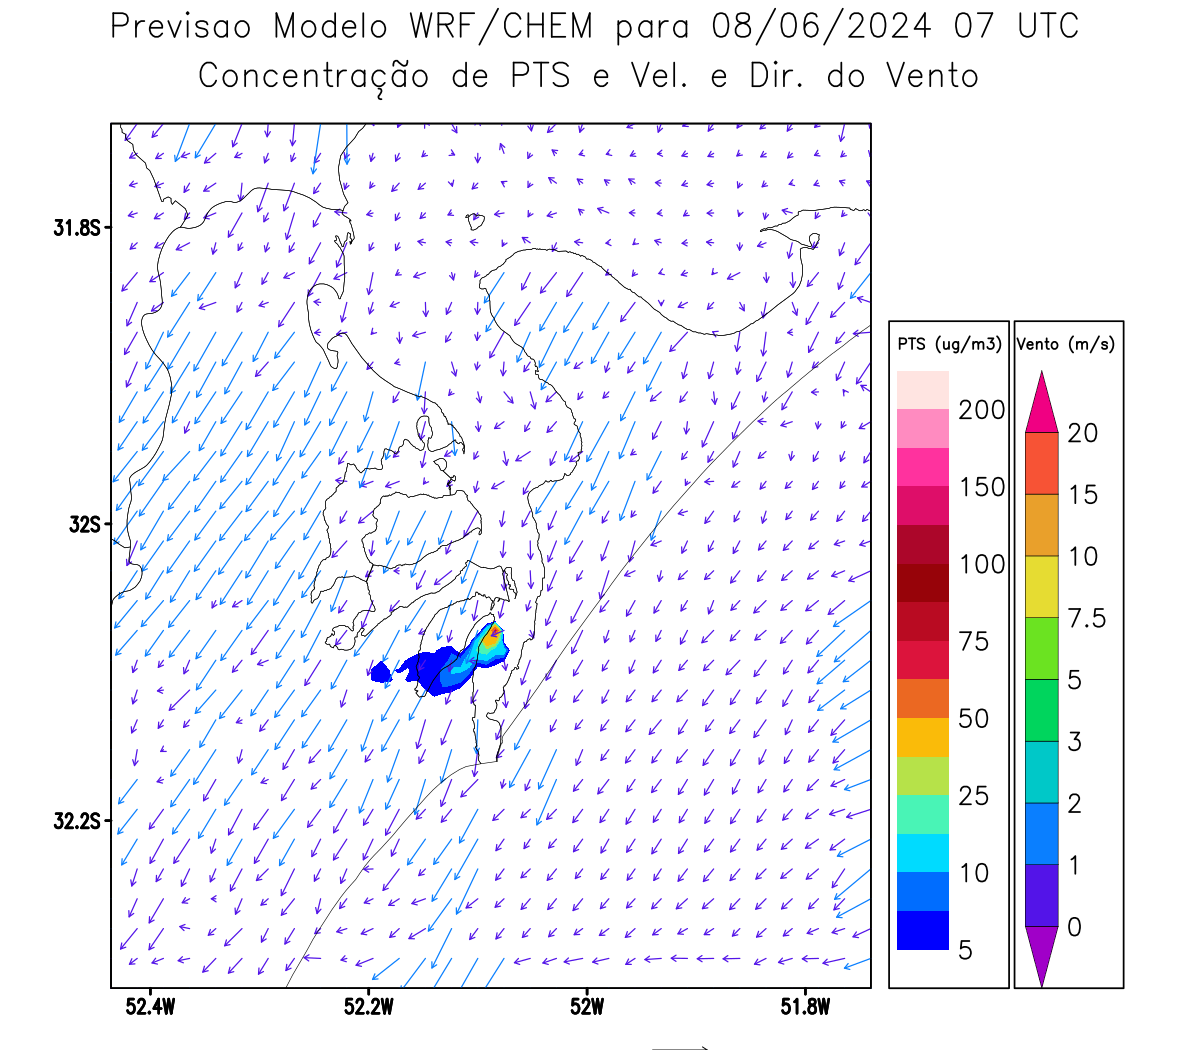 Previsao Modelo WRF/CHEM para 08/06/2024 07 UTC
Concentração de PTS e Vel. e Dir. do Vento
31.8S
32S
32.2S
52.4W
52.2W
52W
51.8W
PTS (ug/m3)
200
150
100
75
50
25
10
5
Vento (m/s)
20
15
10
7.5
5
3
2
1
0